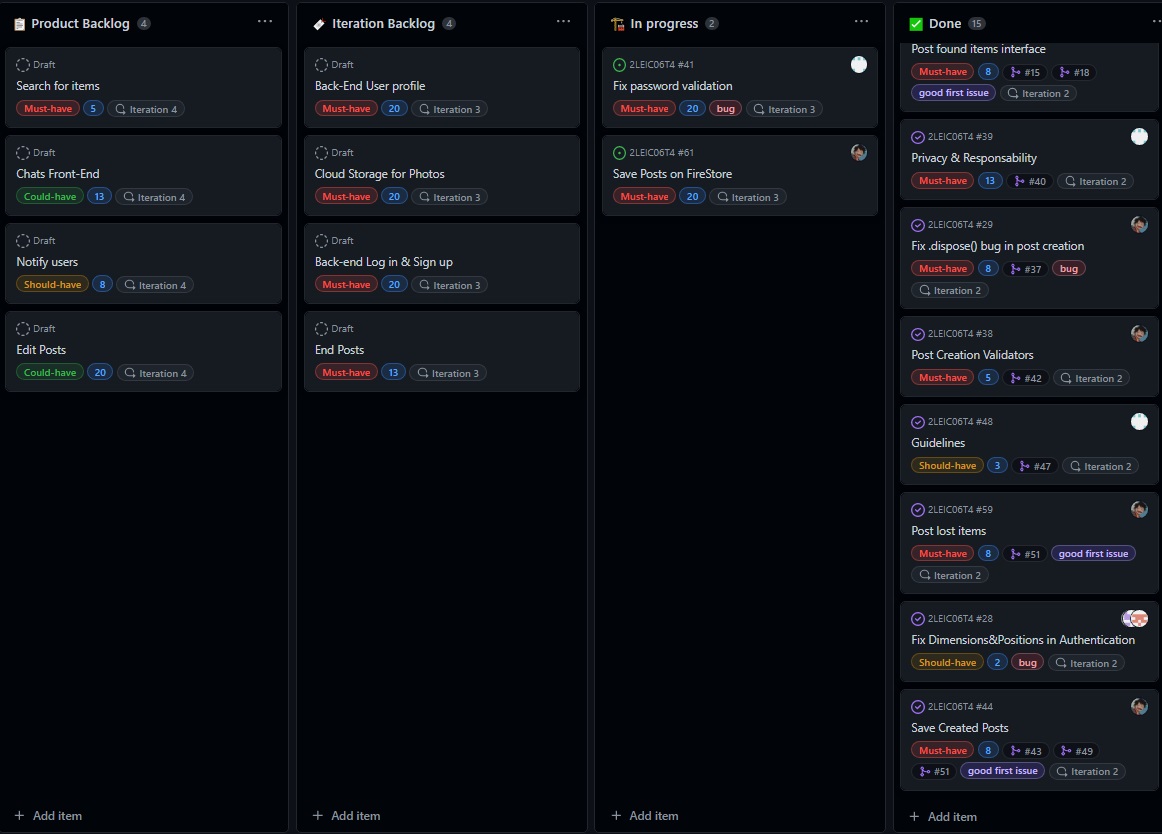 Product Backlog 4
Draft
Search for items
Must-have 5 Iteration 4
Draft
Chats Front-End
Could-have 13 Iteration 4
Draft
Notify users
Should-have 8 Iteration 4
Draft
Edit Posts
Could-have 20 Iteration 4
+ Add item
Iteration Backlog 4
Draft
Back-End User profile
Must-have 20 Iteration 3
Draft
Cloud Storage for Photos
Must-have 20 Iteration 3
Draft
Back-end Log in & Sign up
Must-have 20 Iteration 3
Draft
End Posts
Must-have 13 Iteration 3
+ Add item
In progress 2
2LEIC06T4 #41
Fix password validation
Must-have 20 bug Iteration 3
2LEIC06T4 #61
Save Posts on FireStore
Must-have 20 Iteration 3
+ Add item
Done 15
Post found items interface
Must-have 8 #15 #18
good first issue Iteration 2
2LEIC06T4 #39
Privacy & Responsability
Must-have 13 #40 Iteration 2
2LEIC06T4 #29
Fix .dispose() bug in post creation
Must-have 8 #37 bug
Iteration 2
2LEIC06T4 #38
Post Creation Validators
Must-have 5 #42 Iteration 2
2LEIC06T4 #48
Guidelines
Should-have 3 #47 Iteration 2
2LEIC06T4 #59
Post lost items
Must-have 8 #51 good first issue
Iteration 2
2LEIC06T4 #28
Fix Dimensions&Positions in Authentication
Should-have 2 bug Iteration 2
2LEIC06T4 #44
Save Created Posts
Must-have 8 #43 #49
#51 good first issue Iteration 2
+ Add item